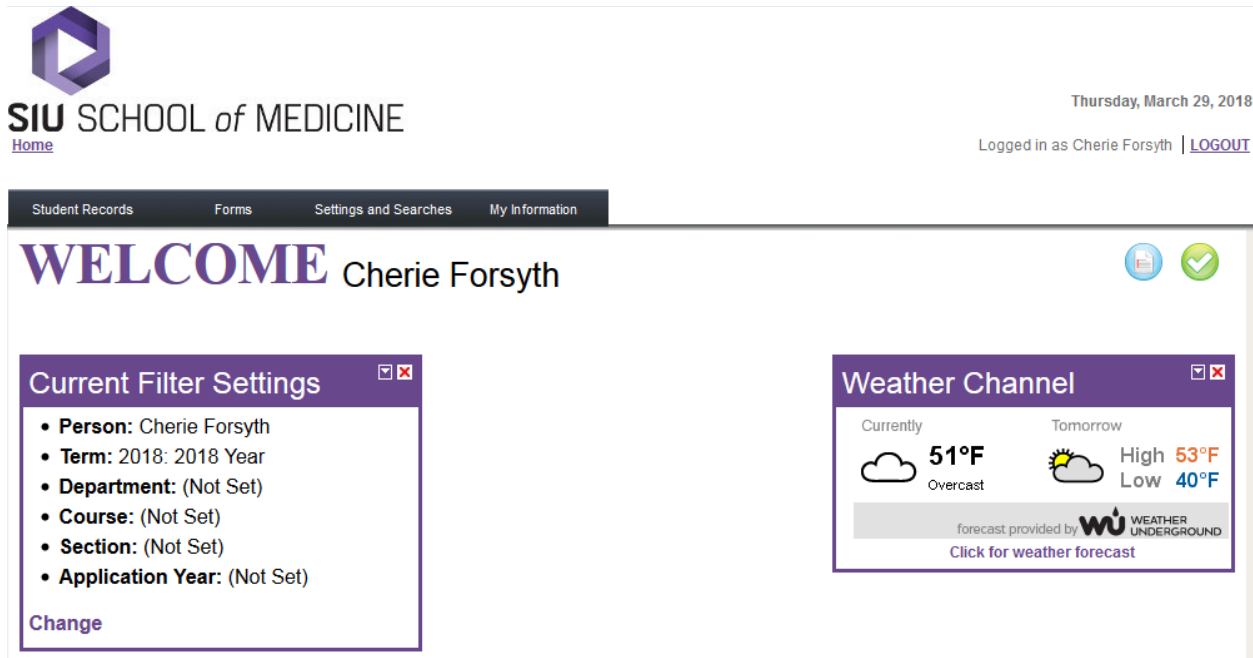 SIU SCHOOL of MEDICINE
Home
Thursday, March 29, 2018
Logged in as Cherie Forsyth | LOGOUT
Student Records Forms Settings and Searches My Information
WELCOME Cherie Forsyth
Current Filter Settings
• Person: Cherie Forsyth
• Term: 2018: 2018 Year
• Department: (Not Set)
• Course: (Not Set)
• Section: (Not Set)
• Application Year: (Not Set)
Change
Weather Channel
Currently Tomorrow
51°F
Overcast
High 53°F
Low 40°F
forecast provided by WU WEATHER UNDERGROUND
Click for weather forecast